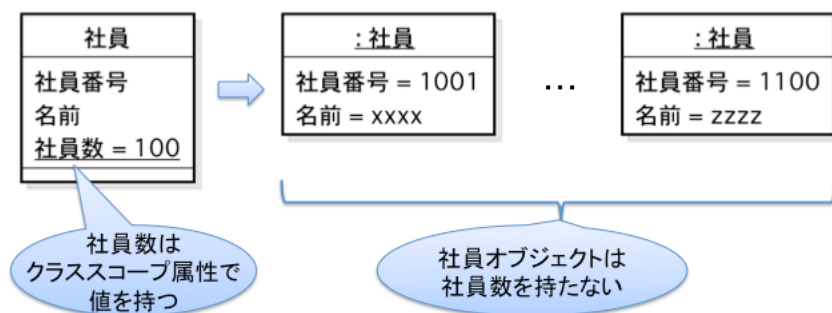 社員
社員番号
名前
社員数 = 100
: 社員
社員番号 = 1001
名前 = xxxx
…
: 社員
社員番号 = 1100
名前 = zzzz
社員数は
クラススコープ属性で
値を持つ
社員オブジェクトは
社員数を持たない